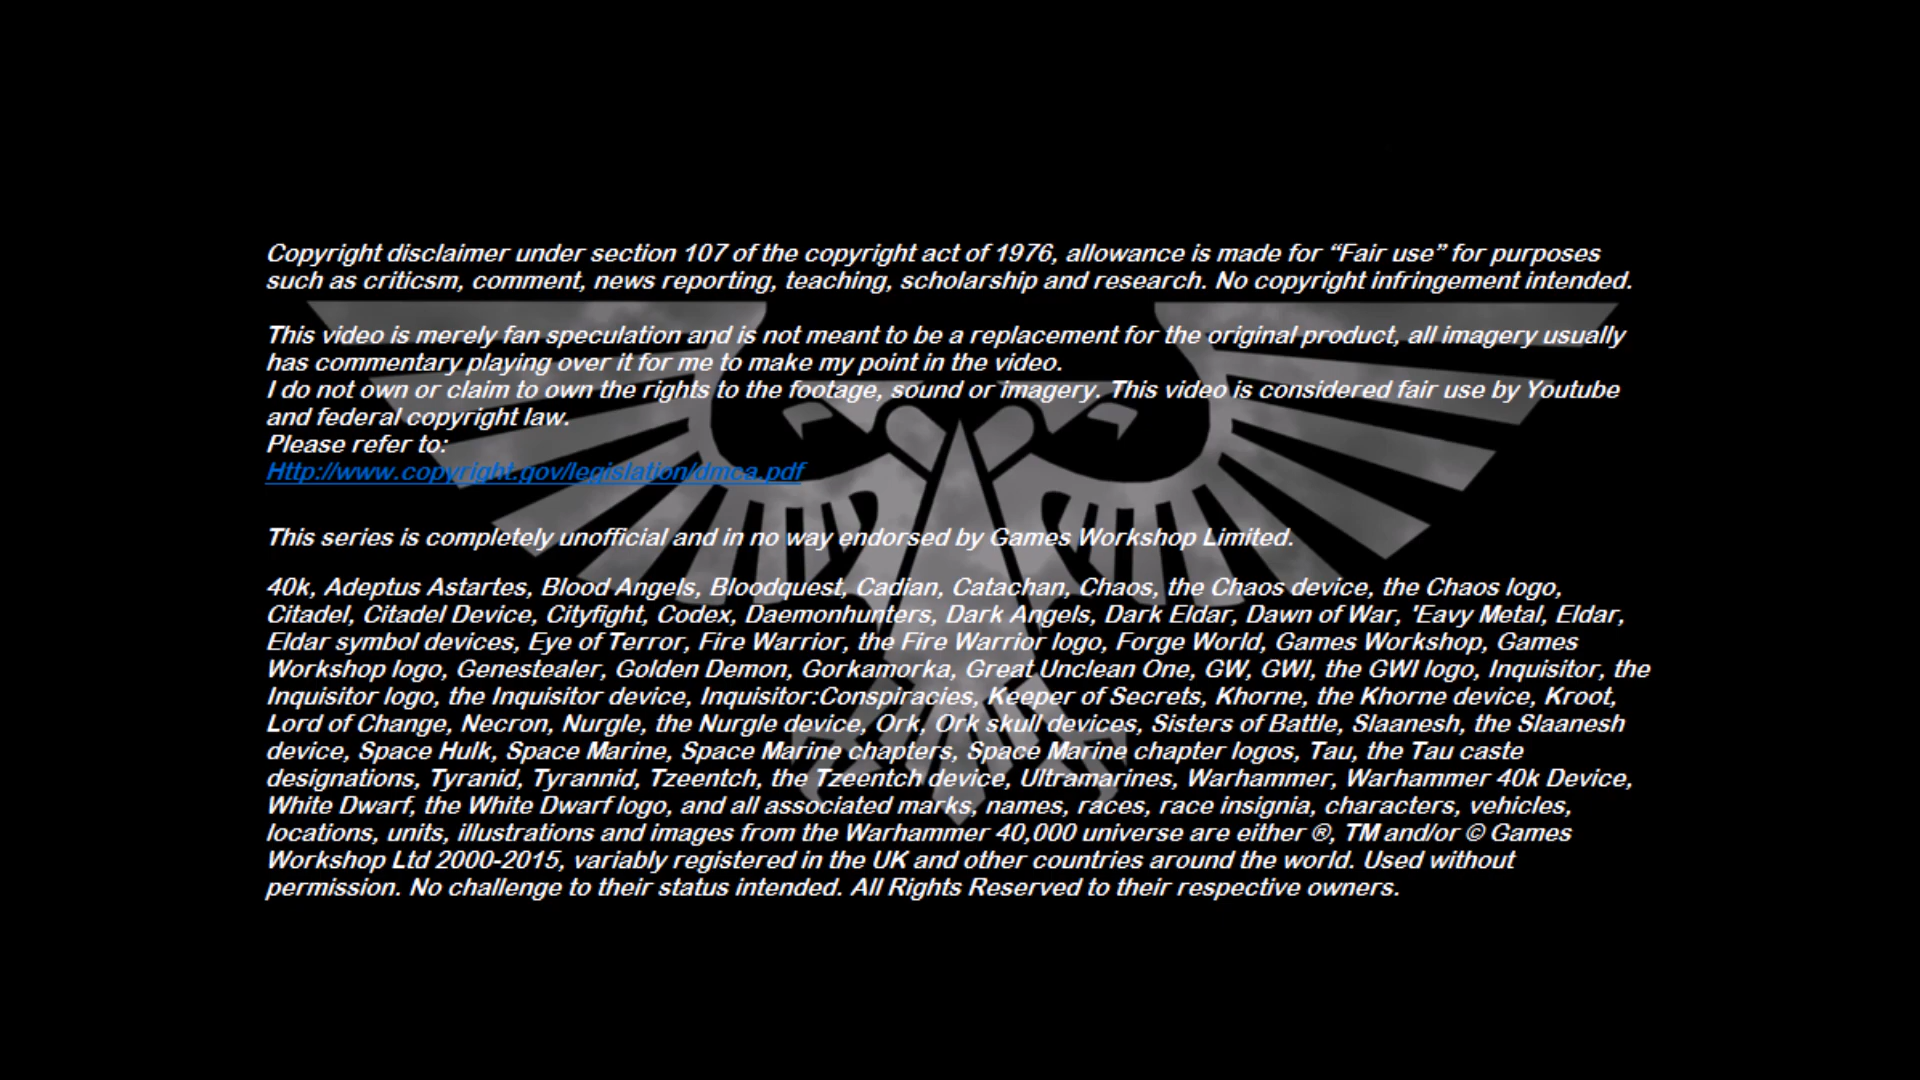 Copyright disclaimer under section 107 of the copyright act of 1976, allowance is made for “Fair use” for purposes
such as criticsm, comment, news reporting, teaching, scholarship and research. No copyright infringement intended.
This video is merely fan speculation and is not meant to be a replacement for the original product, all imagery usually
has commentary playing over it for me to make my point in the video.
I do not own or claim to own the rights to the footage, sound or imagery. This video is considered fair use by Youtube
and federal copyright law.
Please refer to:
Http://www.copyright.gov/legislation/dmca.pdf
This series is completely unofficial and in no way endorsed by Games Workshop Limited.
40k, Adeptus Astartes, Blood Angels, Bloodquest, Cadian, Catachan, Chaos, the Chaos device, the Chaos logo,
Citadel, Citadel Device, Cityfight, Codex, Daemonhunters, Dark Angels, Dark Eldar, Dawn of War, 'Eavy Metal, Eldar,
Eldar symbol devices, Eye of Terror, Fire Warrior, the Fire Warrior logo, Forge World, Games Workshop, Games
Workshop logo, Genestealer, Golden Demon, Gorkamorka, Great Unclean One, GW, GWI, the GWI logo, Inquisitor, the
Inquisitor logo, the Inquisitor device, Inquisitor:Conspiracies, Keeper of Secrets, Khorne, the Khorne device, Kroot,
Lord of Change, Necron, Nurgle, the Nurgle device, Ork, Ork skull devices, Sisters of Battle, Slaanesh, the Slaanesh
device, Space Hulk, Space Marine, Space Marine chapters, Space Marine chapter logos, Tau, the Tau caste
designations, Tyranid, Tyrannid, Tzeentch, the Tzeentch device, Ultramarines, Warhammer, Warhammer 40k Device,
White Dwarf, the White Dwarf logo, and all associated marks, names, races, race insignia, characters, vehicles,
locations, units, illustrations and images from the Warhammer 40,000 universe are either ®, TM and/or © Games
Workshop Ltd 2000-2015, variably registered in the UK and other countries around the world. Used without
permission. No challenge to their status intended. All Rights Reserved to their respective owners.